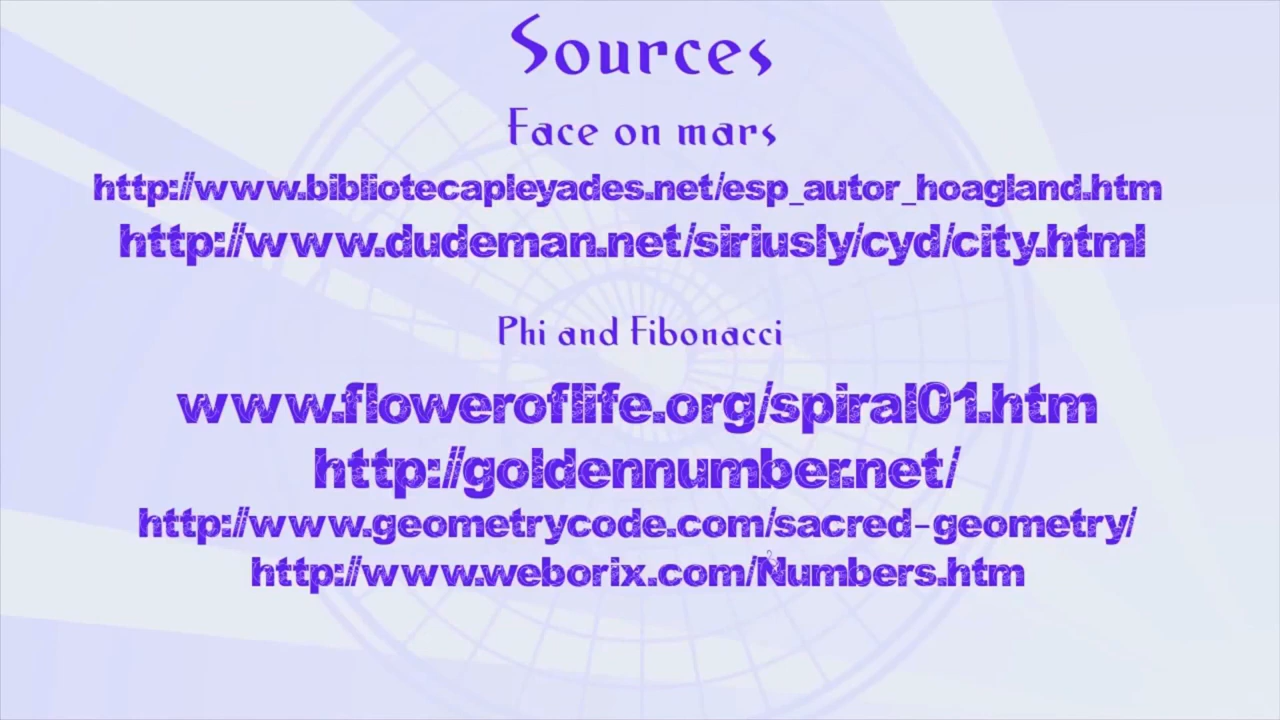 Sources
Face on mars
http://www.bibliotecapleyades.net/esp_autor_hoagland.htm
http://www.dudeman.net/siriusly/cyd/city.html
Phi and Fibonacci
www.floweroflife.org/spiral01.htm
http://goldennumber.net/
http://www.geometrycode.com/sacred-geometry/
http://www.weborix.com/Numbers.htm